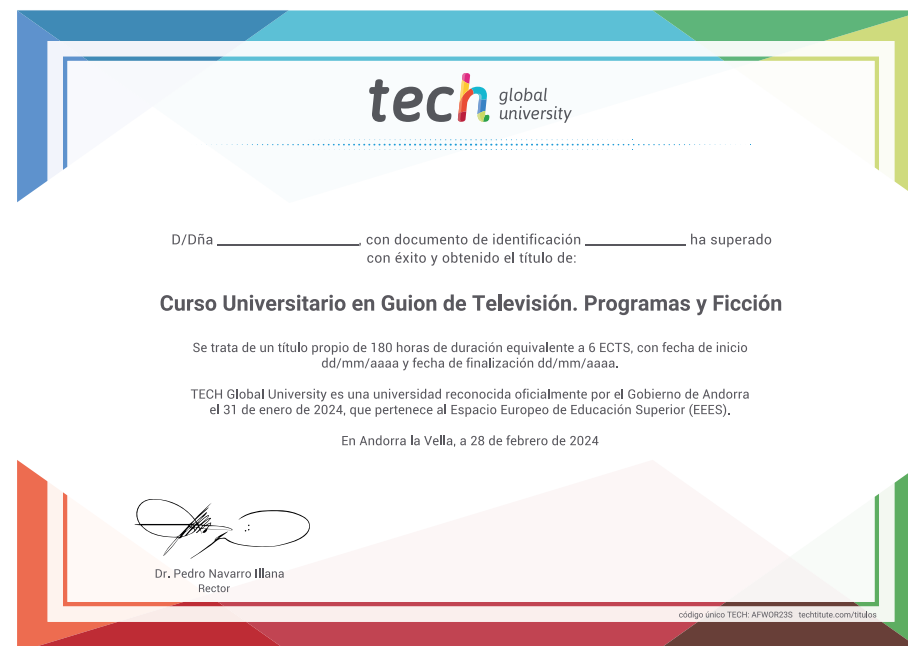 tech global university
D/Dña ____________________, con documento de identificación ______________ ha superado
con éxito y obtenido el título de:
Curso Universitario en Guion de Televisión. Programas y Ficción
Se trata de un título propio de 180 horas de duración equivalente a 6 ECTS, con fecha de inicio
dd/mm/aaaa y fecha de finalización dd/mm/aaaa.
TECH Global University es una universidad reconocida oficialmente por el Gobierno de Andorra
el 31 de enero de 2024, que pertenece al Espacio Europeo de Educación Superior (EEES).
En Andorra la Vella, a 28 de febrero de 2024
Dr. Pedro Navarro Illana
Rector
código único TECH: AFWOR23S techtitute.com/titulos